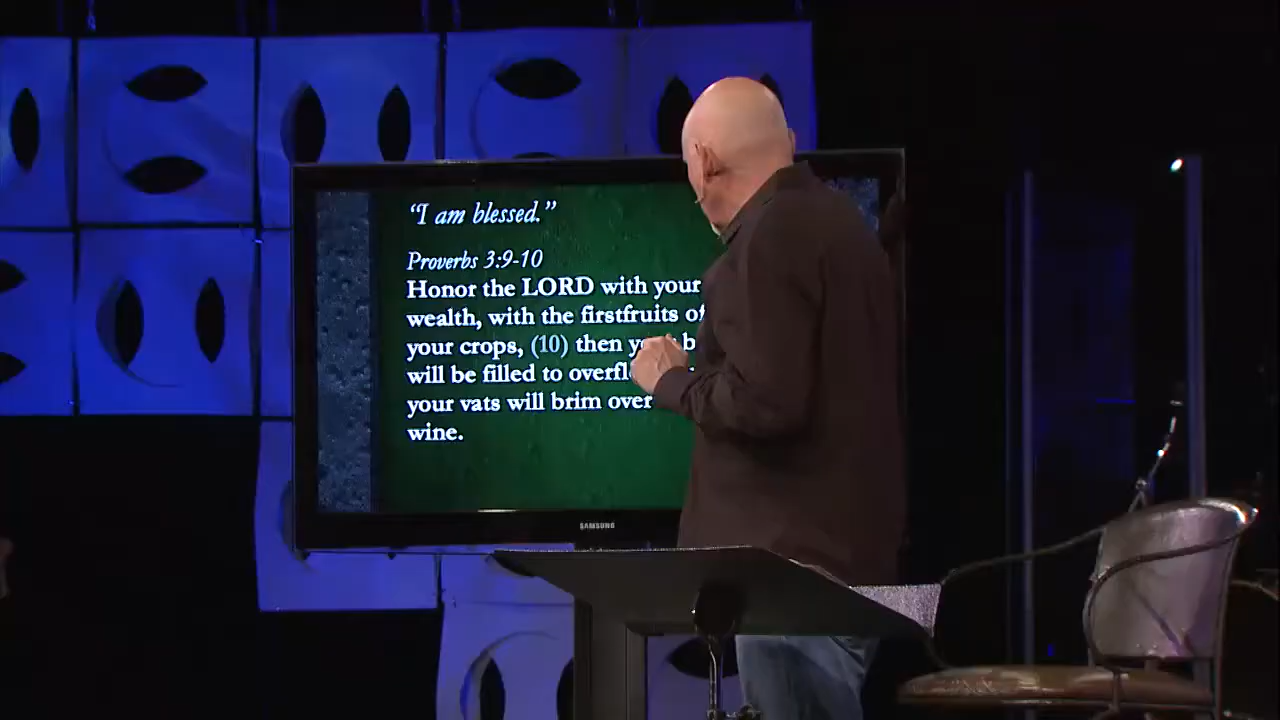 “I am blessed.”
Proverbs 3:9-10
Honor the LORD with your
wealth, with the firstfruits of
your crops, (10) then
will be filled to
your vats will brim over
wine.
SAMSUNG